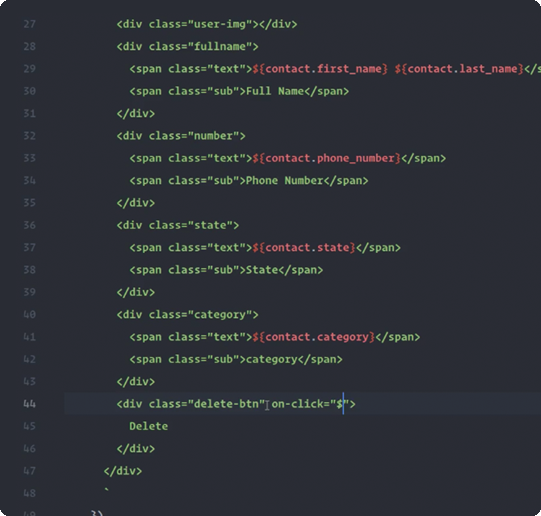 27 <div class="user-img"></div>
28 <div class="fullname">
29 <span class="text">${contact.first_name} ${contact.last_name}</s
30 <span class="sub">Full Name</span>
31 </div>
32 <div class="number">
33 <span class="text">${contact.phone_number}</span>
34 <span class="sub">Phone Number</span>
35 </div>
36 <div class="state">
37 <span class="text">${contact.state}</span>
38 <span class="sub">State</span>
39 </div>
40 <div class="category">
41 <span class="text">${contact.category}</span>
42 <span class="sub">category</span>
43 </div>
44 <div class="delete-btn" on-click="$">
45 Delete
46 </div>
47 </div>
48 `
49 })